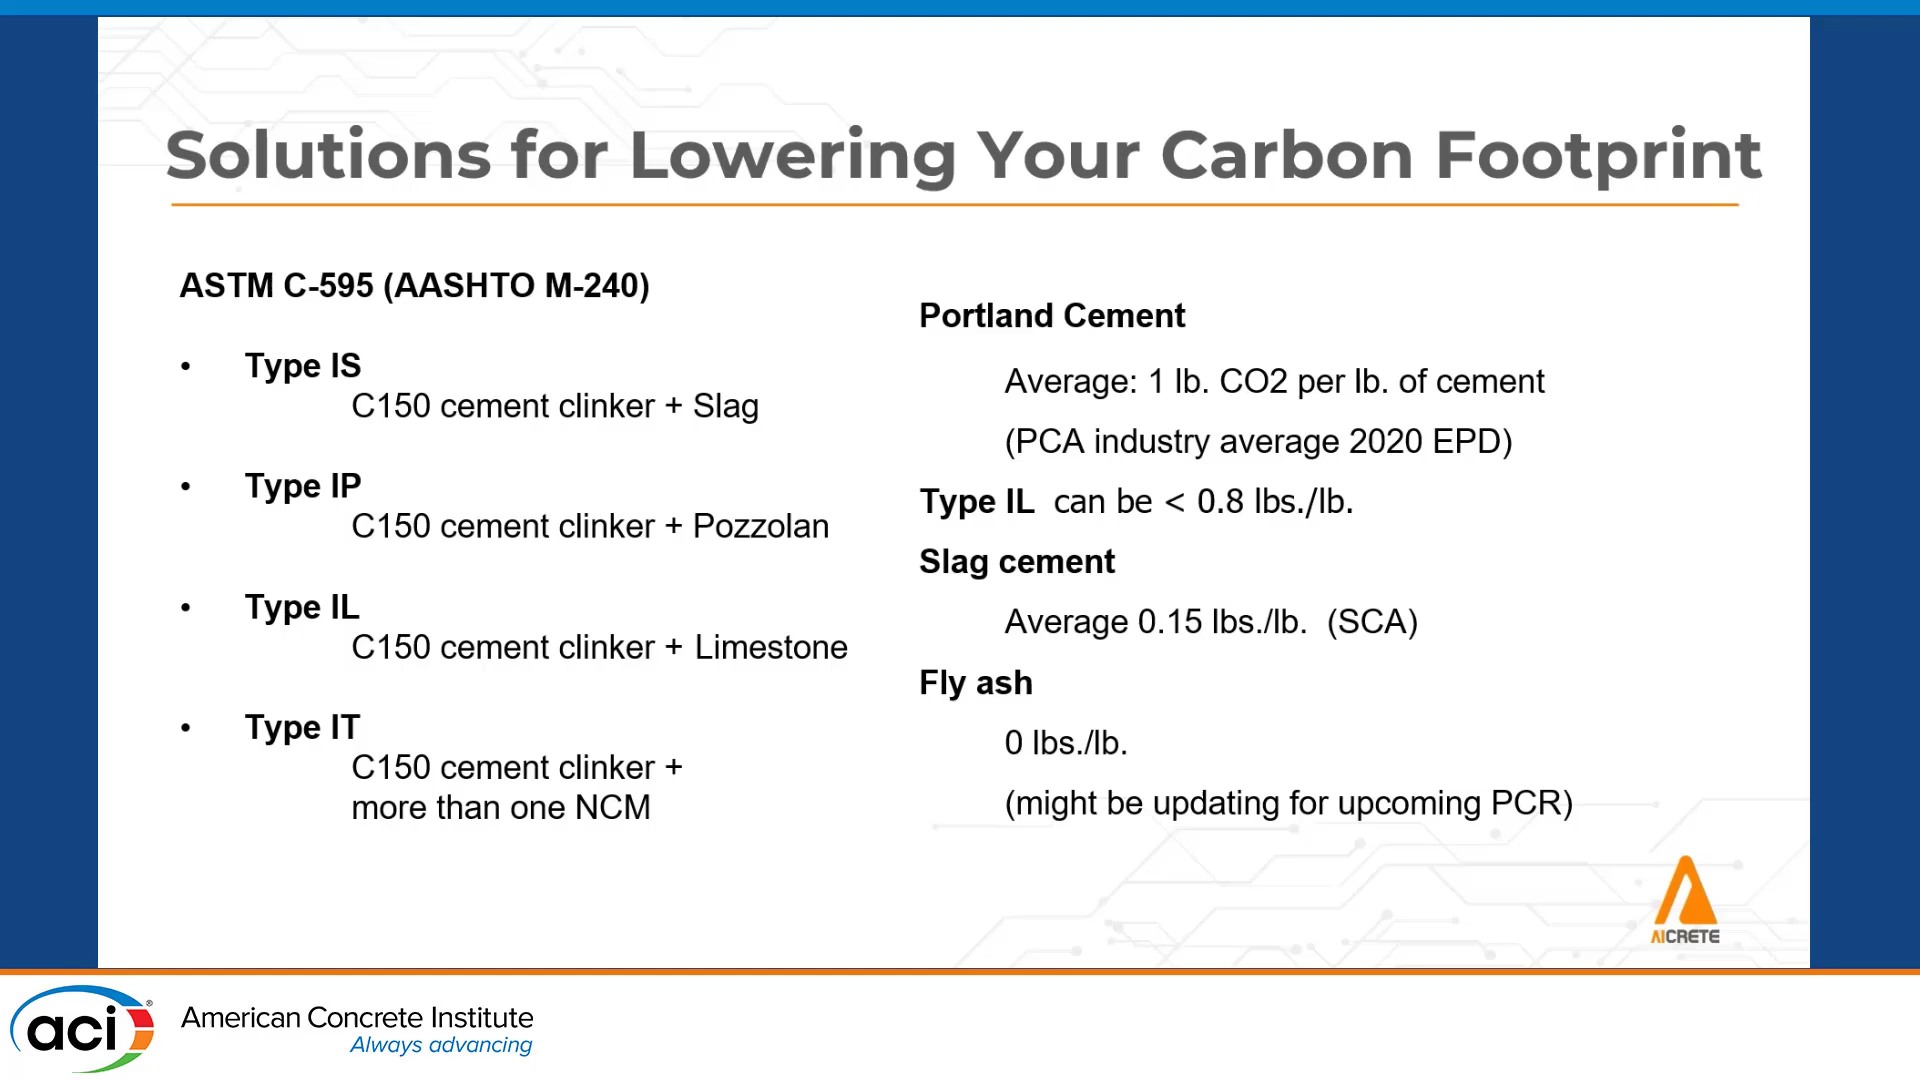 Solutions for Lowering Your Carbon Footprint
ASTM C-595 (AASHTO M-240)
• Type IS
C150 cement clinker + Slag
• Type IP
C150 cement clinker + Pozzolan
• Type IL
C150 cement clinker + Limestone
• Type IT
C150 cement clinker +
more than one NCM
Portland Cement
Average: 1 lb. CO2 per lb. of cement
(PCA industry average 2020 EPD)
Type IL can be < 0.8 lbs./lb.
Slag cement
Average 0.15 lbs./lb. (SCA)
Fly ash
0 lbs./lb.
(might be updating for upcoming PCR)
AICRETE
aci®
American Concrete Institute
Always advancing